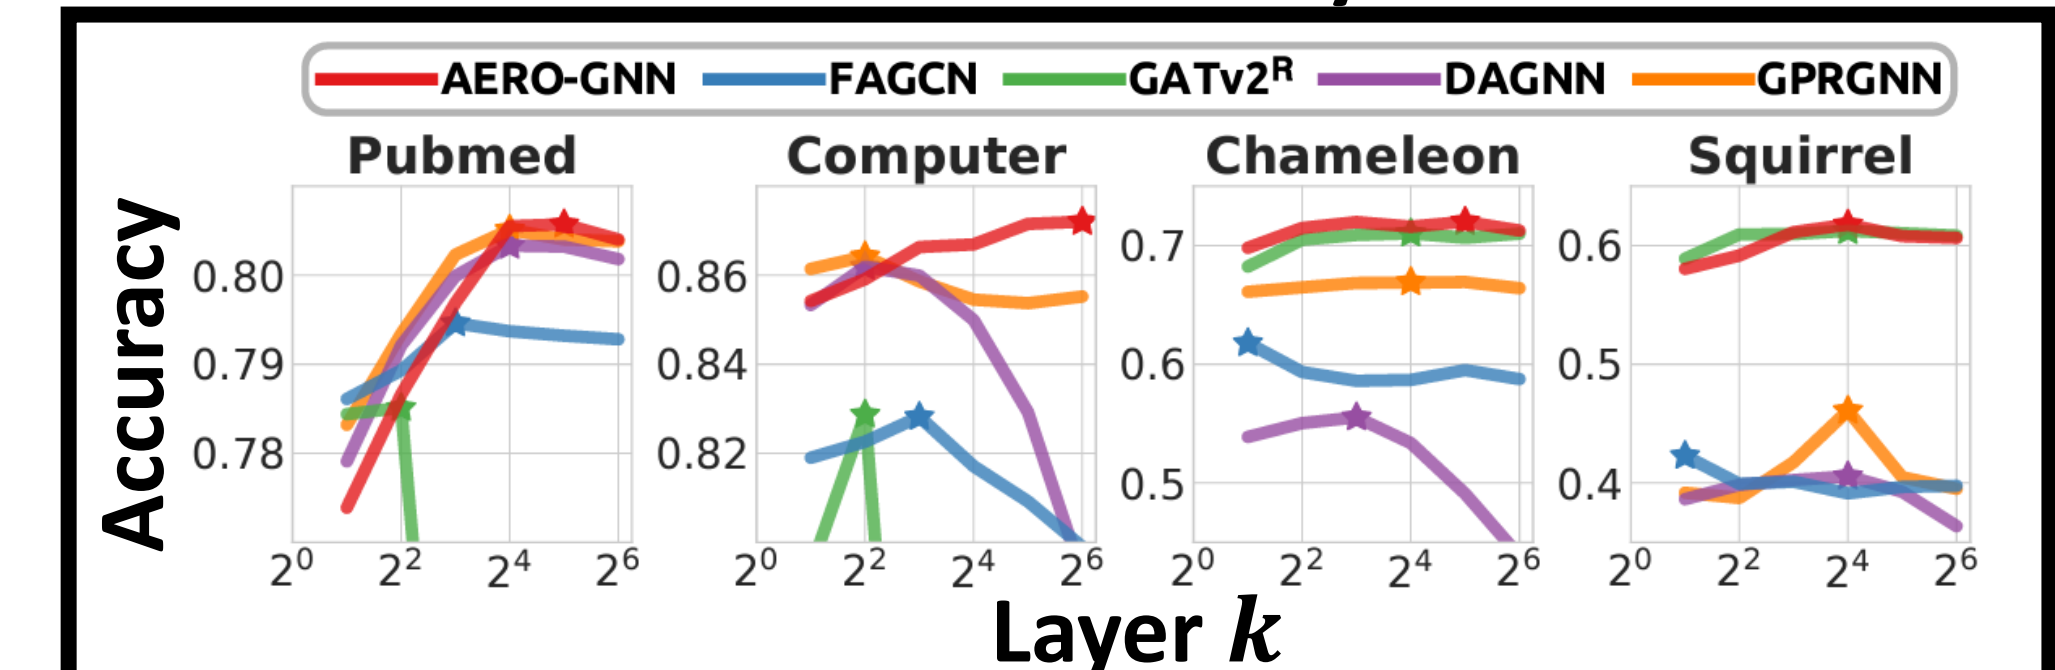 AERO-GNN FAGCN GATv2ᴿ DAGNN GPRGNN
Pubmed Computer Chameleon Squirrel
Accuracy
0.80 0.86 0.7 0.6
0.79 0.84 0.6 0.5
0.78 0.82 0.5 0.4
2⁰ 2² 2⁴ 2⁶ 2⁰ 2² 2⁴ 2⁶ 2⁰ 2² 2⁴ 2⁶ 2⁰ 2² 2⁴ 2⁶
Layer k